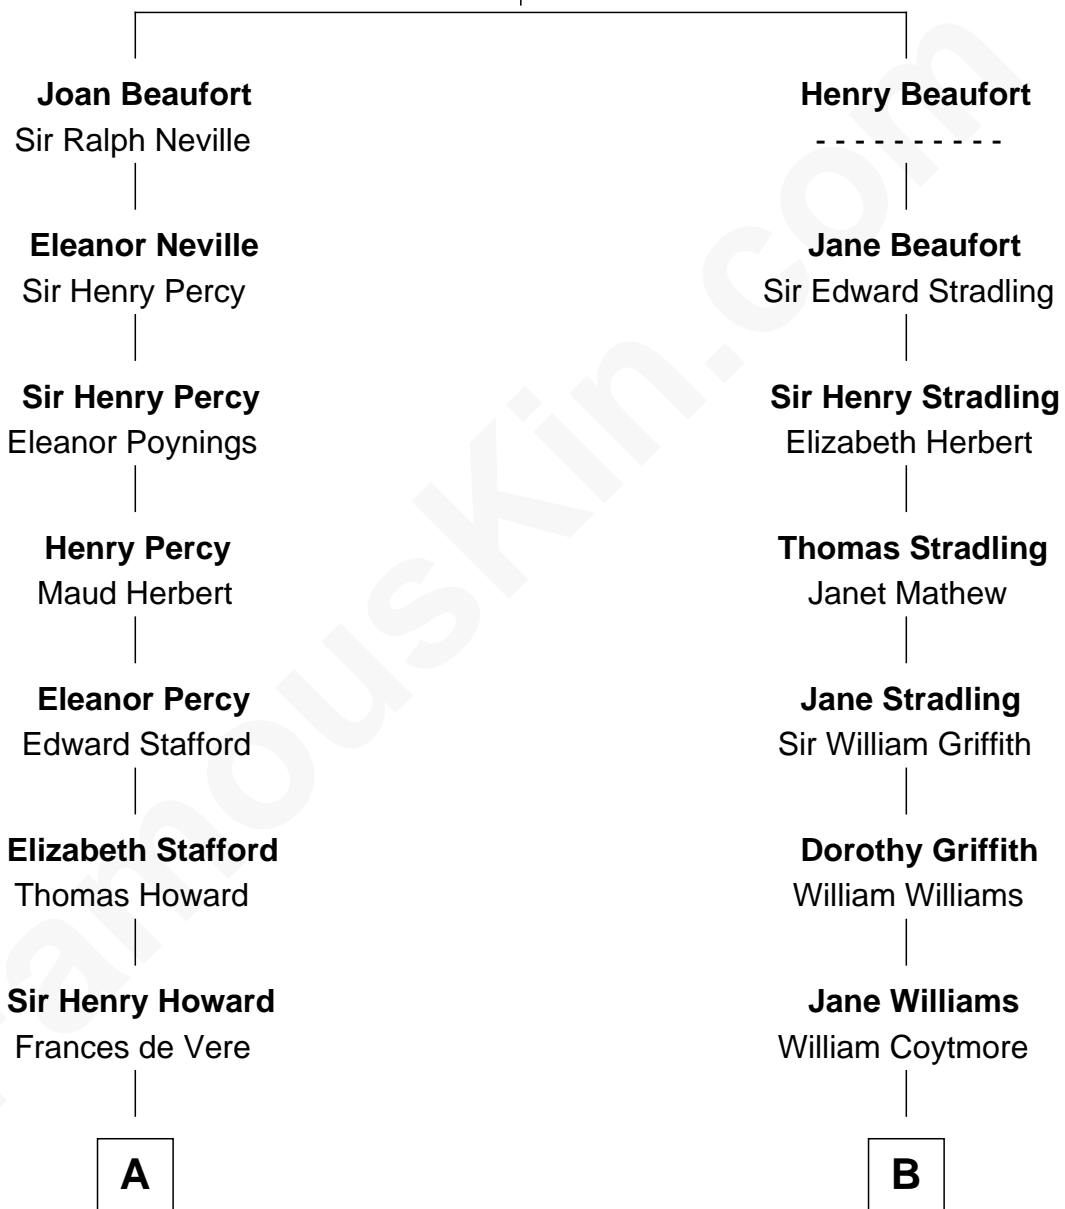 Joan Beaufort
Sir Ralph Neville
Eleanor Neville
Sir Henry Percy
Sir Henry Percy
Eleanor Poynings
Henry Percy
Maud Herbert
Eleanor Percy
Edward Stafford
Elizabeth Stafford
Thomas Howard
Sir Henry Howard
Frances de Vere
A
Henry Beaufort
- - - - - - - - - -
Jane Beaufort
Sir Edward Stradling
Sir Henry Stradling
Elizabeth Herbert
Thomas Stradling
Janet Mathew
Jane Stradling
Sir William Griffith
Dorothy Griffith
William Williams
Jane Williams
William Coytmore
B
FamousKin.com